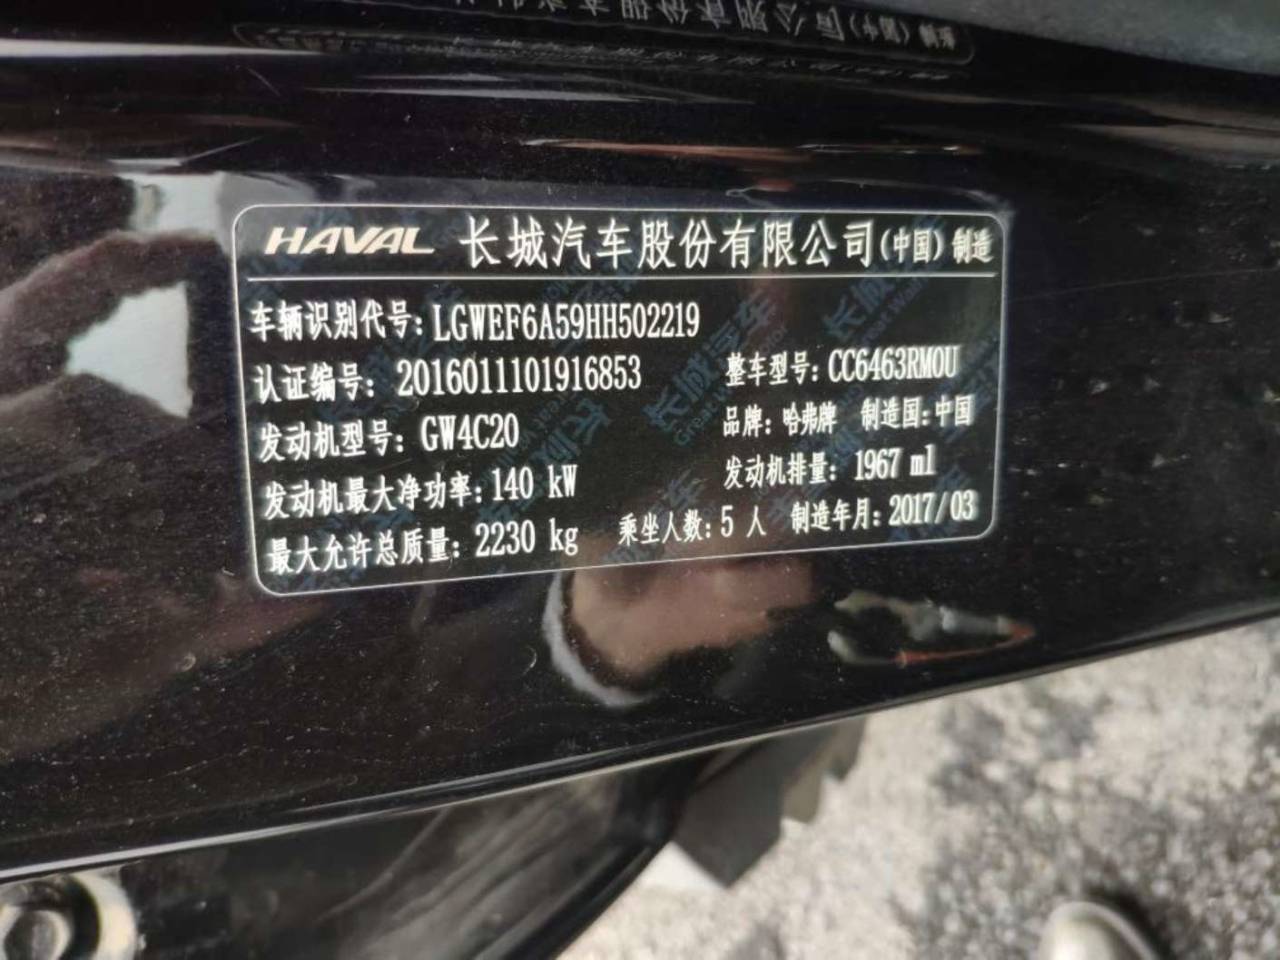 HAVAL 长城汽车股份有限公司(中国)制造
车辆识别代号:LGWEF6A59HH502219
认证编号:2016011101916853 整车型号:CC6463RM0U
发动机型号:GW4C20 品牌:哈弗牌 制造国:中国
发动机最大净功率:140 kW 发动机排量:1967 ml
最大允许总质量:2230 kg 乘坐人数:5 人 制造年月:2017/03